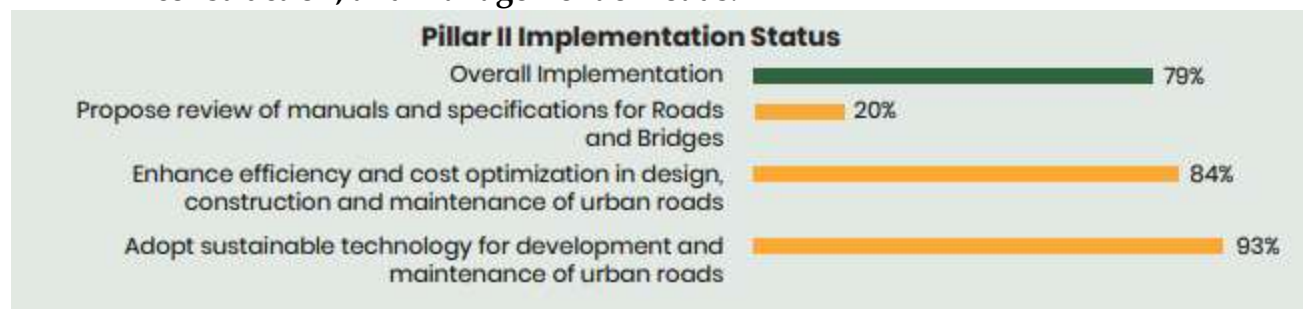 Pillar II Implementation Status
Overall Implementation 79%
Propose review of manuals and specifications for Roads 20%
and Bridges
Enhance efficiency and cost optimization in design, 84%
construction and maintenance of urban roads
Adopt sustainable technology for development and 93%
maintenance of urban roads